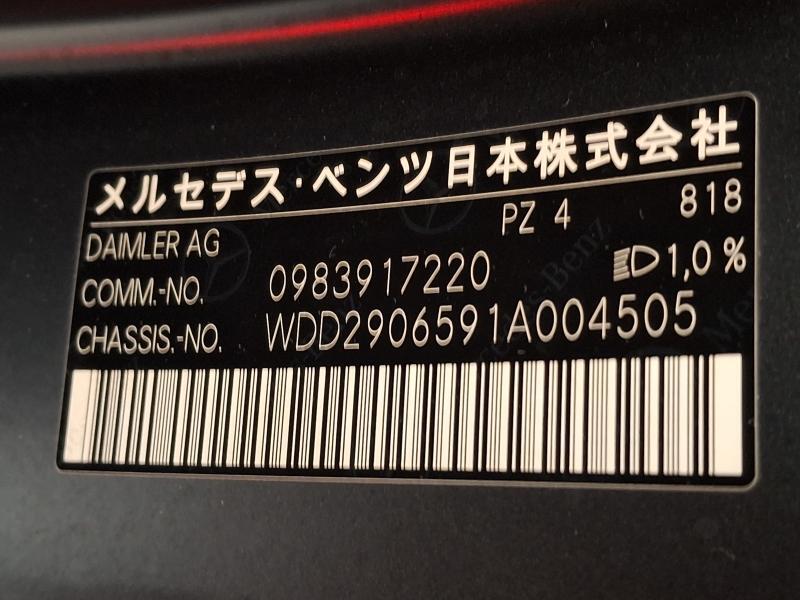 メルセデス・ベンツ日本株式会社
DAIMLER AG PZ 4 818
COMM.-NO. 0983917220 1,0 %
CHASSIS.-NO. WDD2906591A004505